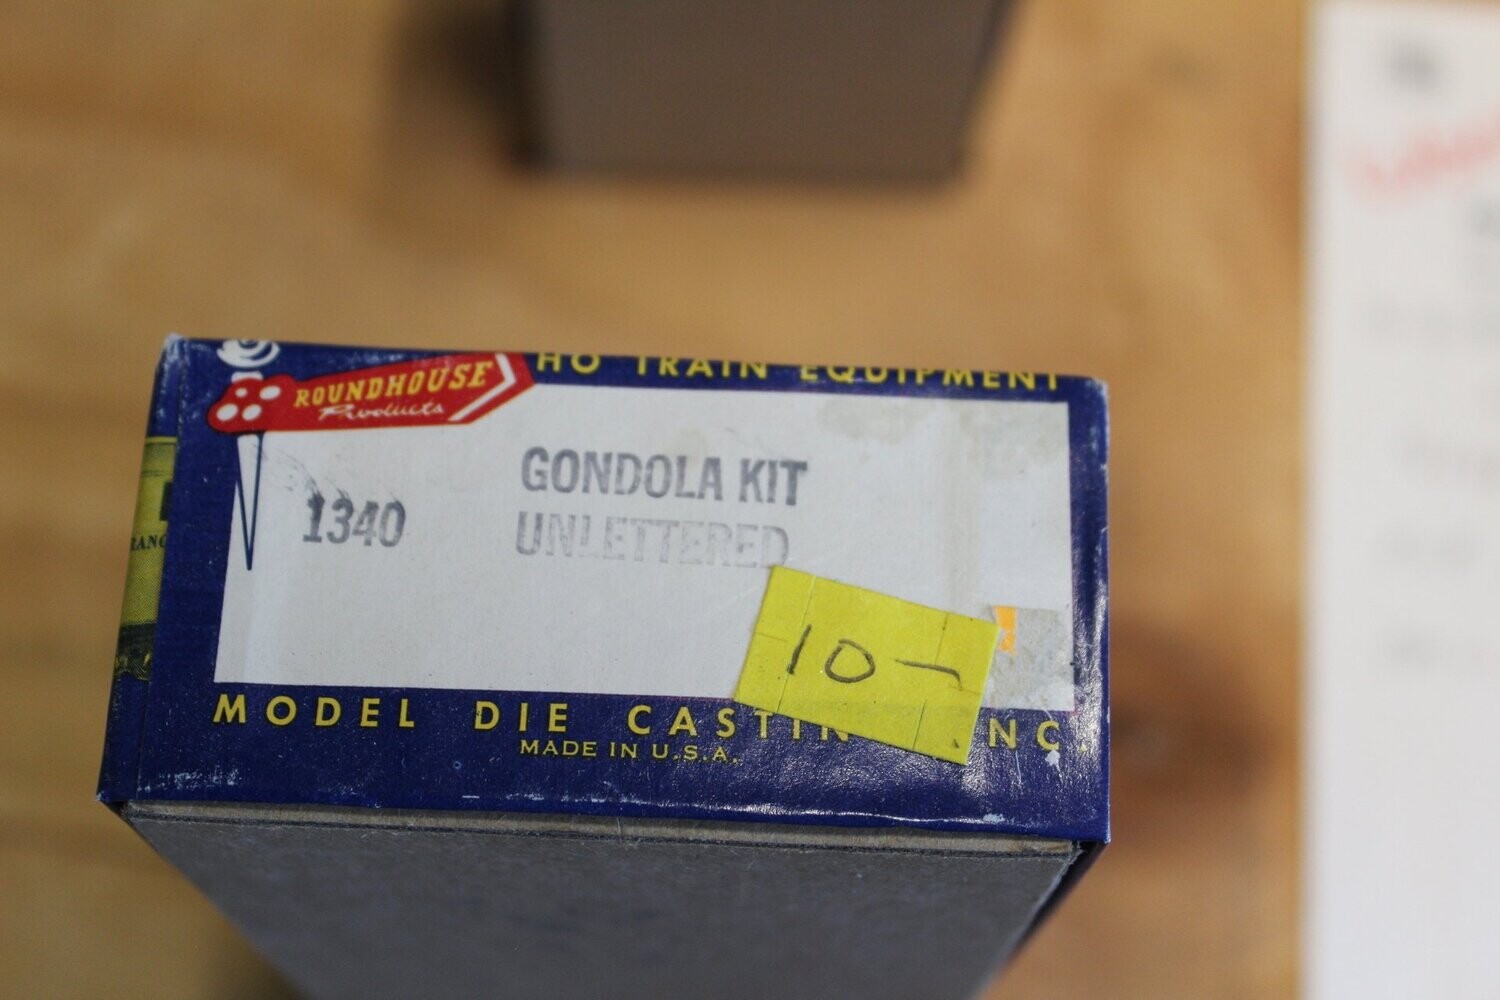 HO TRAIN EQUIPMENT
ROUNDHOUSE
Products
GONDOLA KIT
1340
UNLETTERED
10-
MODEL DIE CASTIN NC.
MADE IN U.S.A.